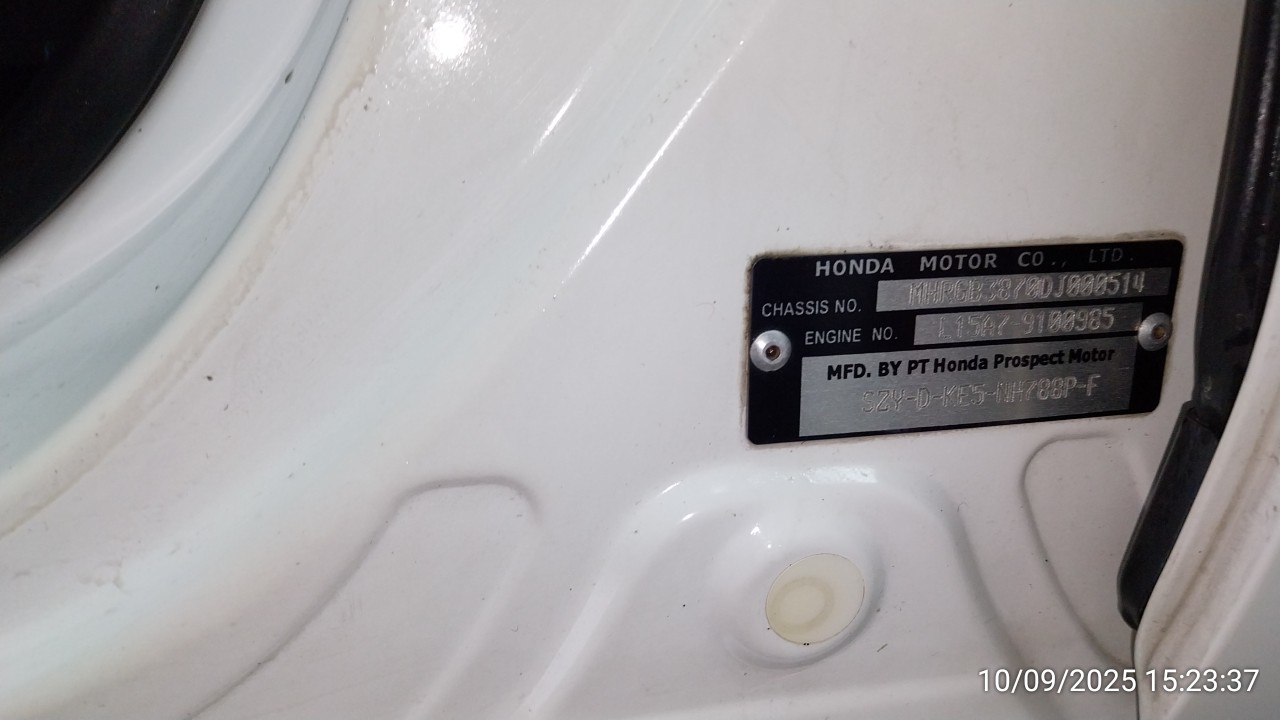 HONDA MOTOR CO., LTD.
CHASSIS NO. MHRGB3870DJ000514
ENGINE NO. L15A7-9100985
MFD. BY PT Honda Prospect Motor
SZY-D-KE5-NH788P-F
10/09/2025 15:23:37